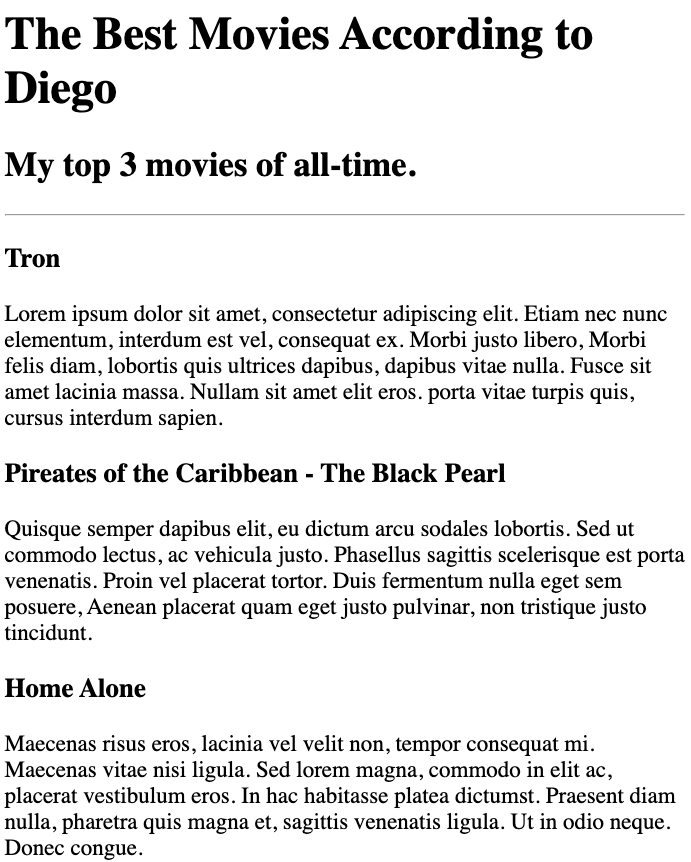 The Best Movies According to
Diego
My top 3 movies of all-time.
Tron
Lorem ipsum dolor sit amet, consectetur adipiscing elit. Etiam nec nunc
elementum, interdum est vel, consequat ex. Morbi justo libero, Morbi
felis diam, lobortis quis ultrices dapibus, dapibus vitae nulla. Fusce sit
amet lacinia massa. Nullam sit amet elit eros. porta vitae turpis quis,
cursus interdum sapien.
Pireates of the Caribbean - The Black Pearl
Quisque semper dapibus elit, eu dictum arcu sodales lobortis. Sed ut
commodo lectus, ac vehicula justo. Phasellus sagittis scelerisque est porta
venenatis. Proin vel placerat tortor. Duis fermentum nulla eget sem
posuere, Aenean placerat quam eget justo pulvinar, non tristique justo
tincidunt.
Home Alone
Maecenas risus eros, lacinia vel velit non, tempor consequat mi.
Maecenas vitae nisi ligula. Sed lorem magna, commodo in elit ac,
placerat vestibulum eros. In hac habitasse platea dictumst. Praesent diam
nulla, pharetra quis magna et, sagittis venenatis ligula. Ut in odio neque.
Donec congue.